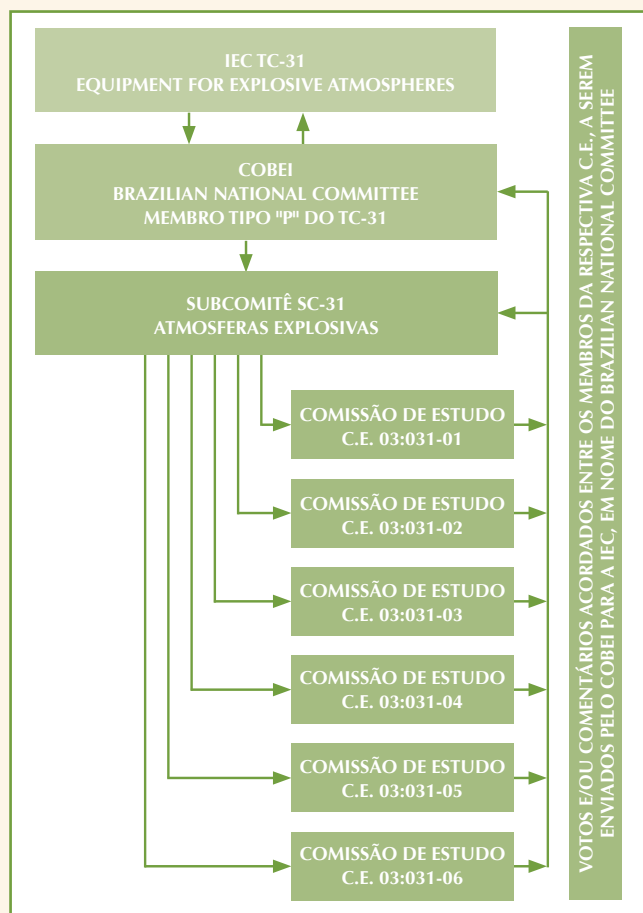 IEC TC-31
EQUIPMENT FOR EXPLOSIVE ATMOSPHERES
COBEI
BRAZILIAN NATIONAL COMMITTEE
MEMBRO TIPO "P" DO TC-31
SUBCOMITÊ SC-31
ATMOSFERAS EXPLOSIVAS
COMISSÃO DE ESTUDO
C.E. 03:031-01
COMISSÃO DE ESTUDO
C.E. 03:031-02
COMISSÃO DE ESTUDO
C.E. 03:031-03
COMISSÃO DE ESTUDO
C.E. 03:031-04
COMISSÃO DE ESTUDO
C.E. 03:031-05
COMISSÃO DE ESTUDO
C.E. 03:031-06
VOTOS E/OU COMENTÁRIOS ACORDADOS ENTRE OS MEMBROS DA RESPECTIVA C.E., A SEREM
ENVIADOS PELO COBEI PARA A IEC, EM NOME DO BRAZILIAN NATIONAL COMMITTEE